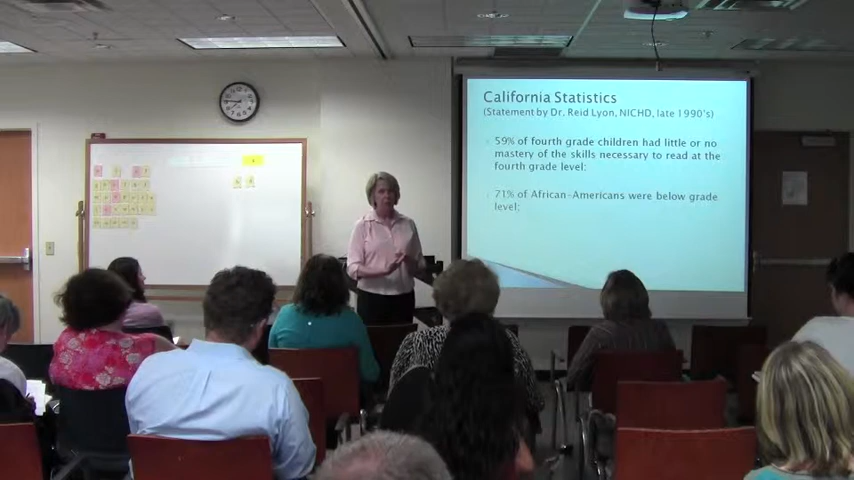 California Statistics
(Statement by Dr. Reid Lyon, NICHD, late 1990's)
59% of fourth grade children had little or no
mastery of the skills necessary to read at the
fourth grade level;
71% of African-Americans were below grade
level;